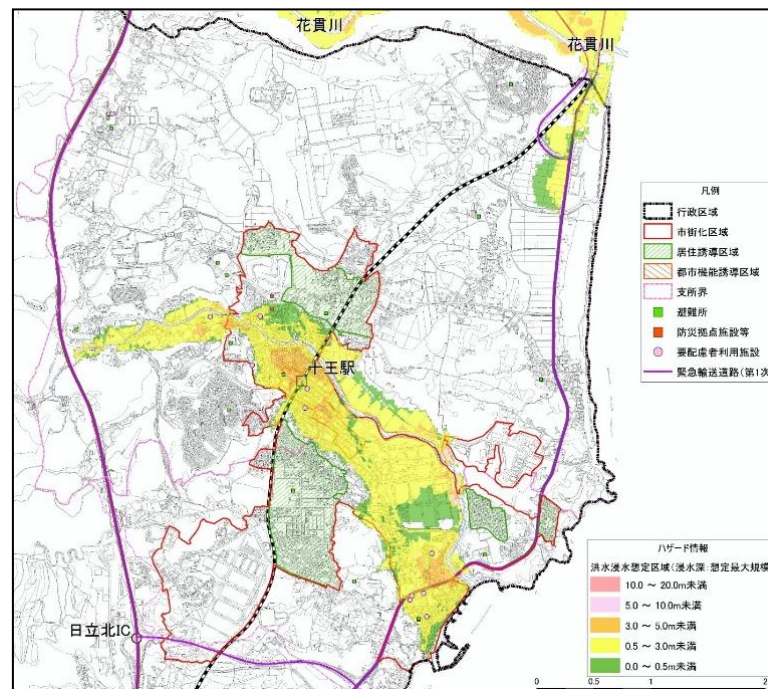 花貫川
花貫川
十王駅
日立北IC
凡例
行政区域
市街化区域
居住誘導区域
都市機能誘導区域
支所界
避難所
防災拠点施設等
要配慮者利用施設
緊急輸送道路(第1次
ハザード情報
洪水浸水想定区域(浸水深:想定最大規模
10.0 ~ 20.0m未満
5.0 ~ 10.0m未満
3.0 ~ 5.0m未満
0.5 ~ 3.0m未満
0.0 ~ 0.5m未満
0 0.5 1 2